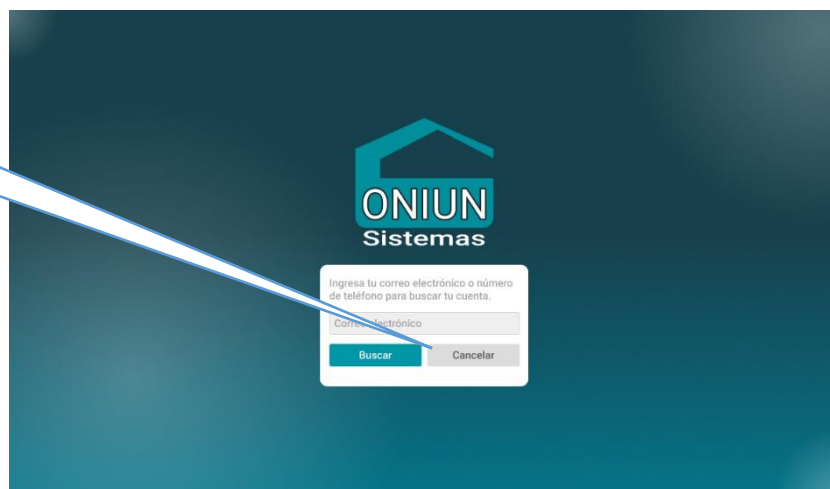 ONIUN
Sistemas
Ingresa tu correo electrónico o número
de teléfono para buscar tu cuenta.
Correo electrónico
Buscar
Cancelar